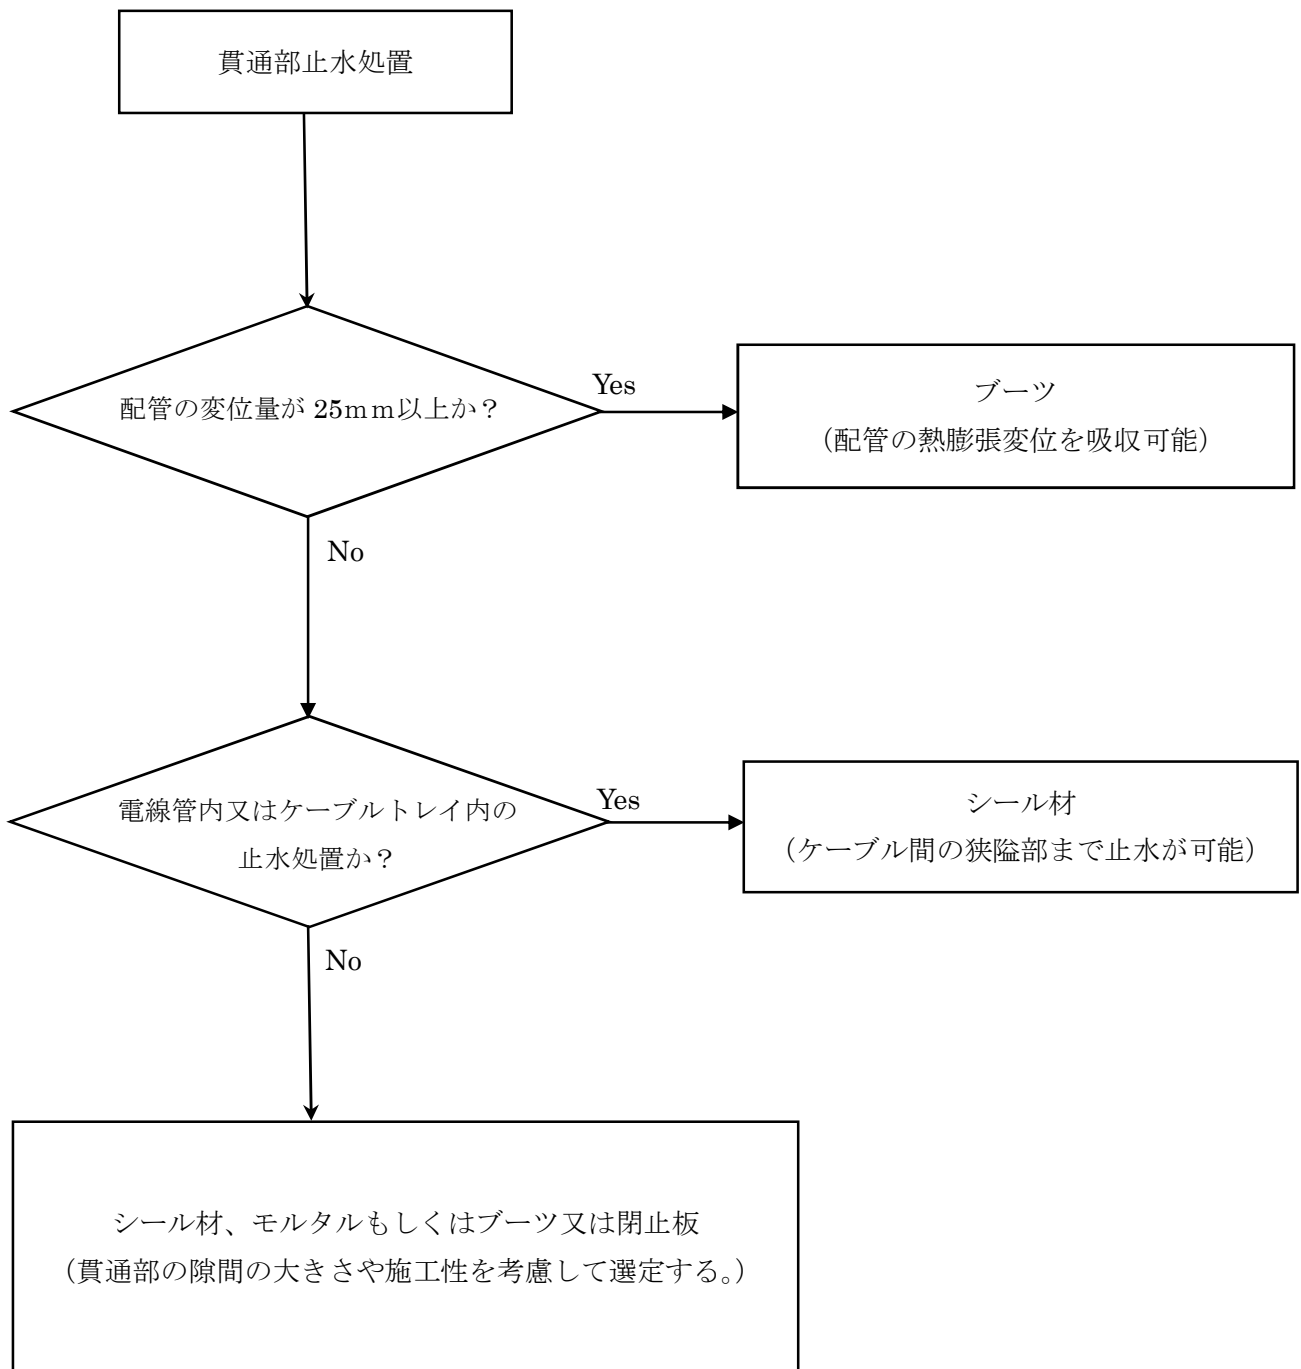 貫通部止水処置
配管の変位量が 25mm以上か？
Yes
ブーツ
（配管の熱膨張変位を吸収可能）
No
電線管内又はケーブルトレイ内の
止水処置か？
Yes
シール材
（ケーブル間の狭隘部まで止水が可能）
No
シール材、モルタルもしくはブーツ又は閉止板
（貫通部の隙間の大きさや施工性を考慮して選定する。）